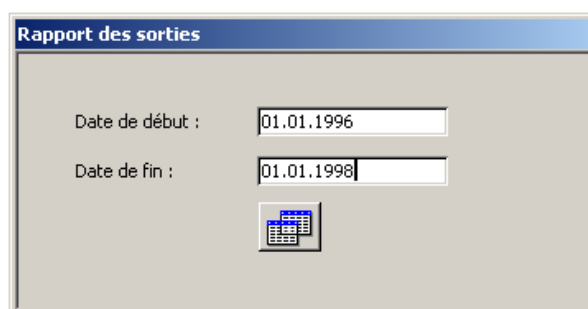 Rapport des sorties
Date de début : 01.01.1996
Date de fin : 01.01.1998